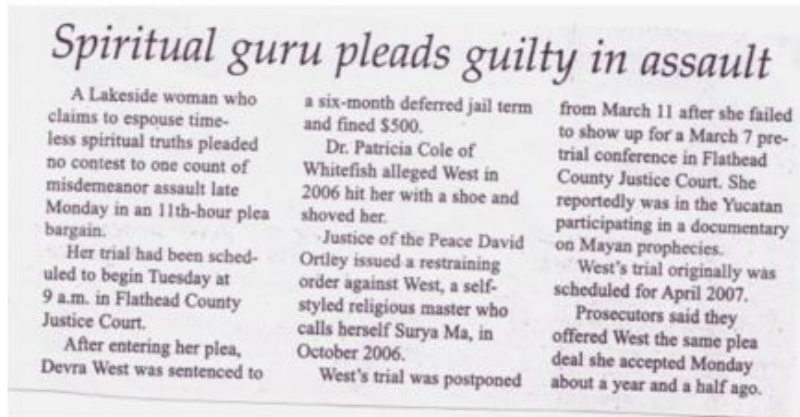 Spiritual guru pleads guilty in assault
A Lakeside woman who
claims to espouse time-
less spiritual truths pleaded
no contest to one count of
misdemeanor assault late
Monday in an 11th-hour plea
bargain.
Her trial had been sched-
uled to begin Tuesday at
9 a.m. in Flathead County
Justice Court.
After entering her plea,
Devra West was sentenced to
a six-month deferred jail term
and fined $500.
Dr. Patricia Cole of
Whitefish alleged West in
2006 hit her with a shoe and
shoved her.
Justice of the Peace David
Ortley issued a restraining
order against West, a self-
styled religious master who
calls herself Surya Ma, in
October 2006.
West's trial was postponed
from March 11 after she failed
to show up for a March 7 pre-
trial conference in Flathead
County Justice Court. She
reportedly was in the Yucatan
participating in a documentary
on Mayan prophecies.
West's trial originally was
scheduled for April 2007.
Prosecutors said they
offered West the same plea
deal she accepted Monday
about a year and a half ago.